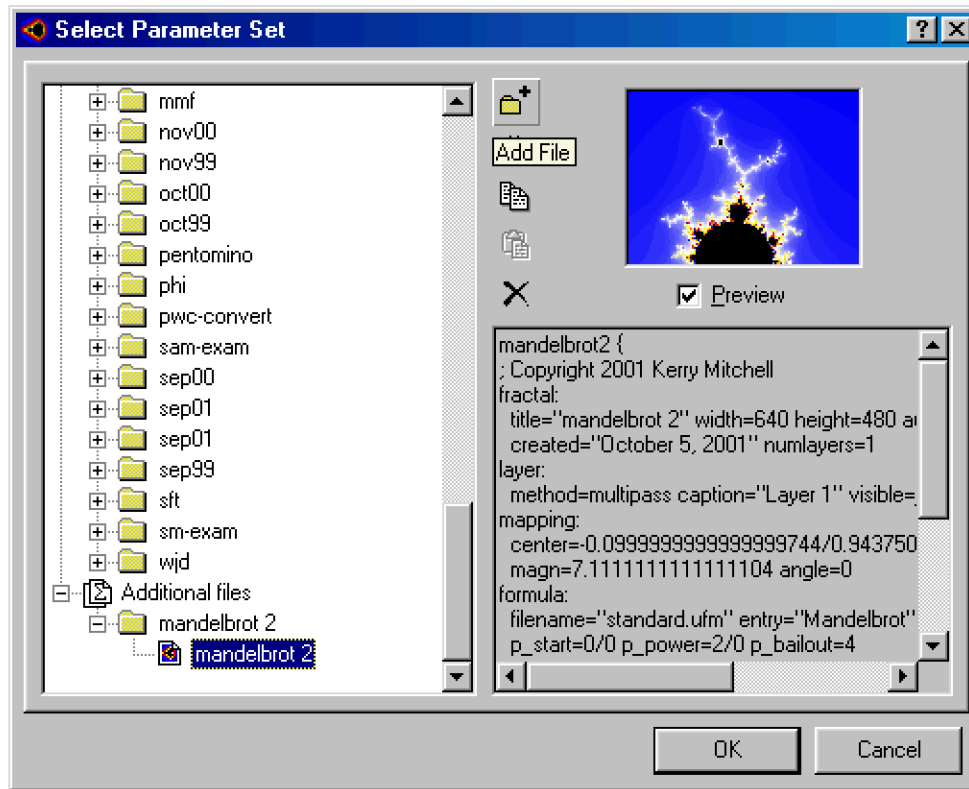 Select Parameter Set
mmf
nov00
nov99
oct00
oct99
pentomino
phi
pwc-convert
sam-exam
sep00
sep01
sep01
sep99
sft
sm-exam
wjd
Additional files
mandelbrot 2
mandelbrot 2
Add File
Preview
mandelbrot2 {
; Copyright 2001 Kerry Mitchell
fractal:
title="mandelbrot 2" width=640 height=480
created="October 5, 2001" numlayers=1
layer:
method=multipass caption="Layer 1" visible=
mapping:
center=-0.0999999999999999744/0.943750
magn=7.1111111111111104 angle=0
formula:
filename="standard.ufm" entry="Mandelbrot"
p_start=0/0 p_power=2/0 p_bailout=4
OK
Cancel